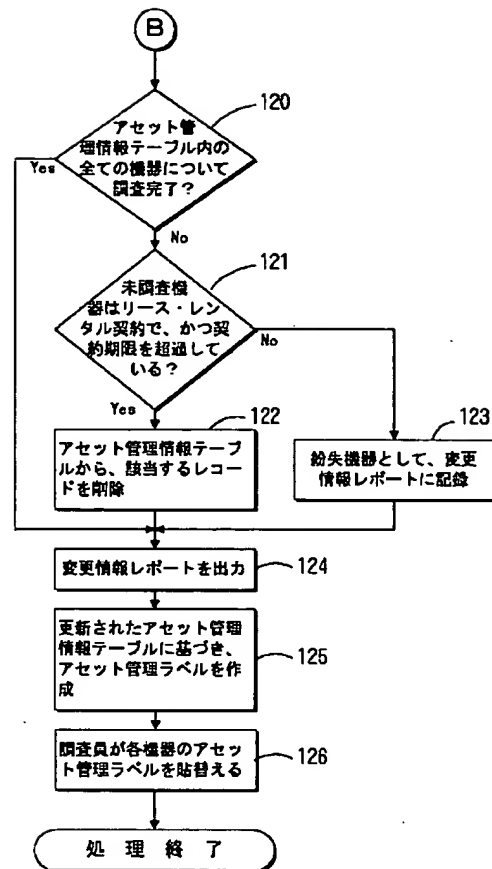 B
120
アセット管
理情報テーブル内の
全ての機器について
調査完了?
Yes
No
121
未調査機
器はリース・レン
タル契約で、かつ契
約期限を超過して
いる?
No
Yes
122
アセット管理情報テーブ
ルから、該当するレコー
ドを削除
123
紛失機器として、変更
情報レポートに記録
変更情報レポートを出力
124
更新されたアセット管理
情報テーブルに基づき、
アセット管理ラベルを作
成
125
調査員が各機器のアセッ
ト管理ラベルを貼替える
126
処理終了